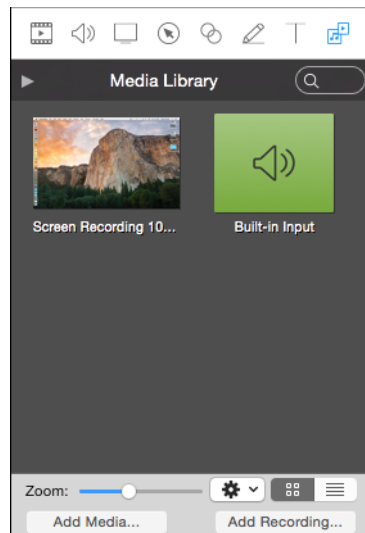 Media Library
Screen Recording 10...
Built-in Input
Zoom:
Add Media...
Add Recording...